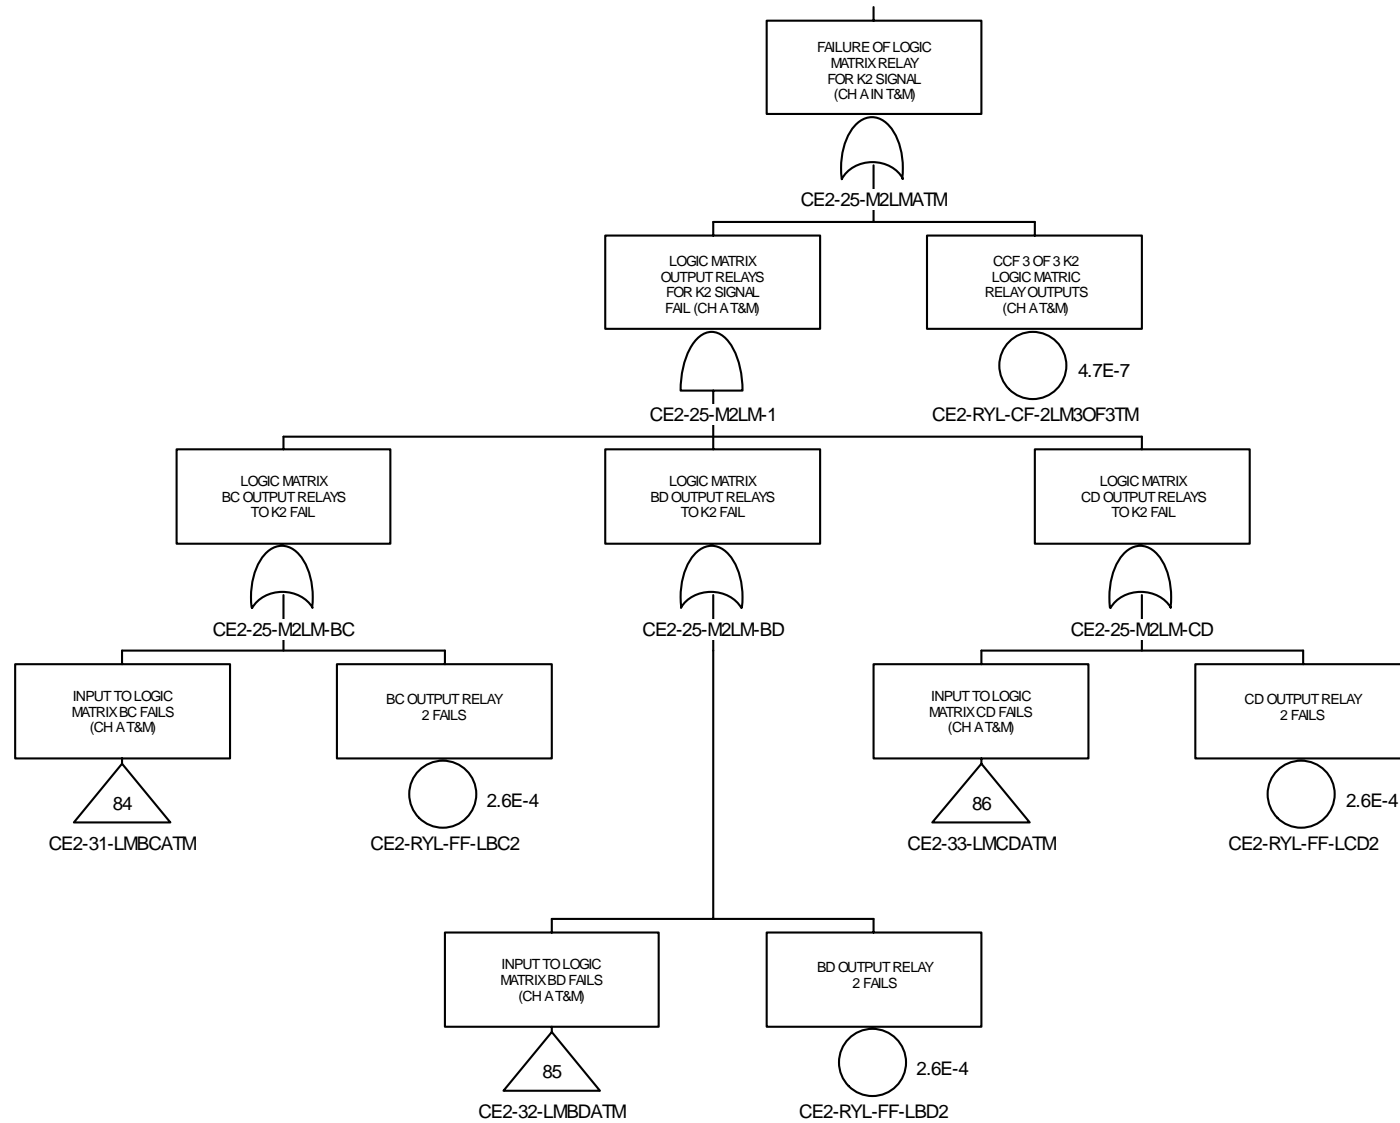 FAILURE OF LOGIC
MATRIX RELAY
FOR K2 SIGNAL
(CH A IN T&M)
CE2-25-M2LMATM
LOGIC MATRIX
OUTPUT RELAYS
FOR K2 SIGNAL
FAIL (CH A T&M)
CE2-25-M2LM-1
CCF 3 OF 3 K2
LOGIC MATRIC
RELAY OUTPUTS
(CH A T&M)
4.7E-7
CE2-RYL-CF-2LM3OF3TM
LOGIC MATRIX
BC OUTPUT RELAYS
TO K2 FAIL
CE2-25-M2LM-BC
LOGIC MATRIX
BD OUTPUT RELAYS
TO K2 FAIL
CE2-25-M2LM-BD
LOGIC MATRIX
CD OUTPUT RELAYS
TO K2 FAIL
CE2-25-M2LM-CD
INPUT TO LOGIC
MATRIX BC FAILS
(CH A T&M)
84
CE2-31-LMBCATM
BC OUTPUT RELAY
2 FAILS
2.6E-4
CE2-RYL-FF-LBC2
INPUT TO LOGIC
MATRIX CD FAILS
(CH A T&M)
86
CE2-33-LMCDATM
CD OUTPUT RELAY
2 FAILS
2.6E-4
CE2-RYL-FF-LCD2
INPUT TO LOGIC
MATRIX BD FAILS
(CH A T&M)
85
CE2-32-LMBDATM
BD OUTPUT RELAY
2 FAILS
2.6E-4
CE2-RYL-FF-LBD2